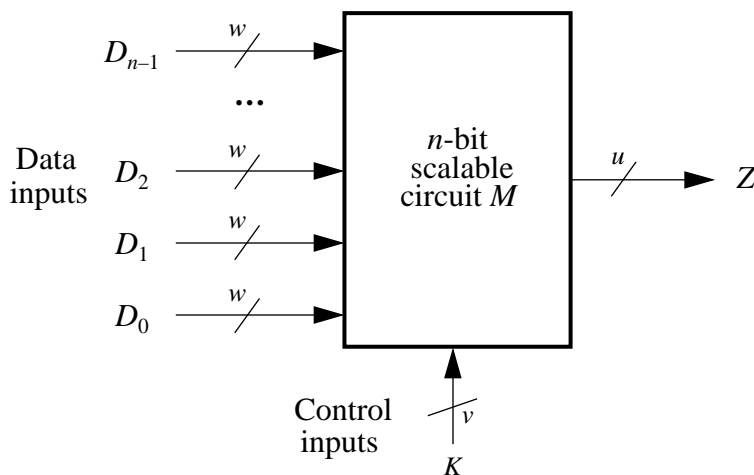 w
D_{n–1}
...
w
Data
inputs
D_2
w
D_1
w
D_0
n-bit
scalable
circuit M
u
Z
Control
inputs
v
K